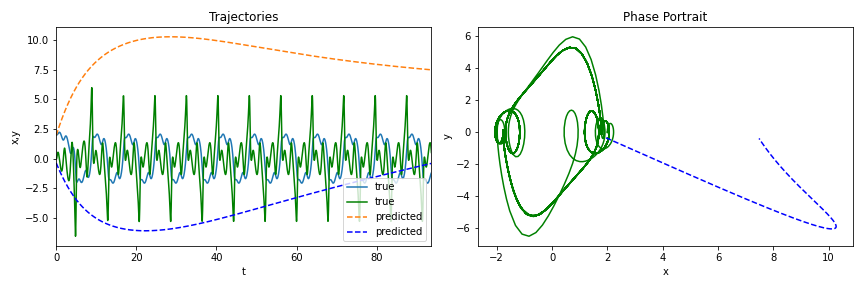 Trajectories
x,y
10.0
7.5
5.0
2.5
0.0
−2.5
−5.0
0
20
40
60
80
t
true
true
predicted
predicted
Phase Portrait
y
6
4
2
0
−2
−4
−6
−2
0
2
4
6
8
10
x